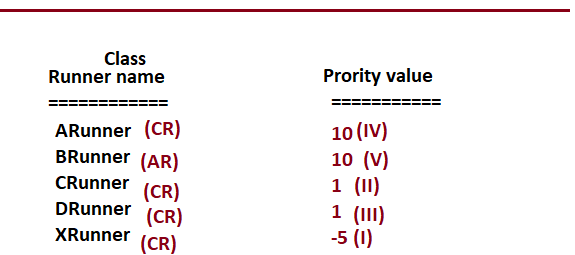 Class
Runner name Prority value
============ ===========
ARunner (CR) 10 (IV)
BRunner (AR) 10 (V)
CRunner (CR) 1 (II)
DRunner (CR) 1 (III)
XRunner (CR) -5 (I)